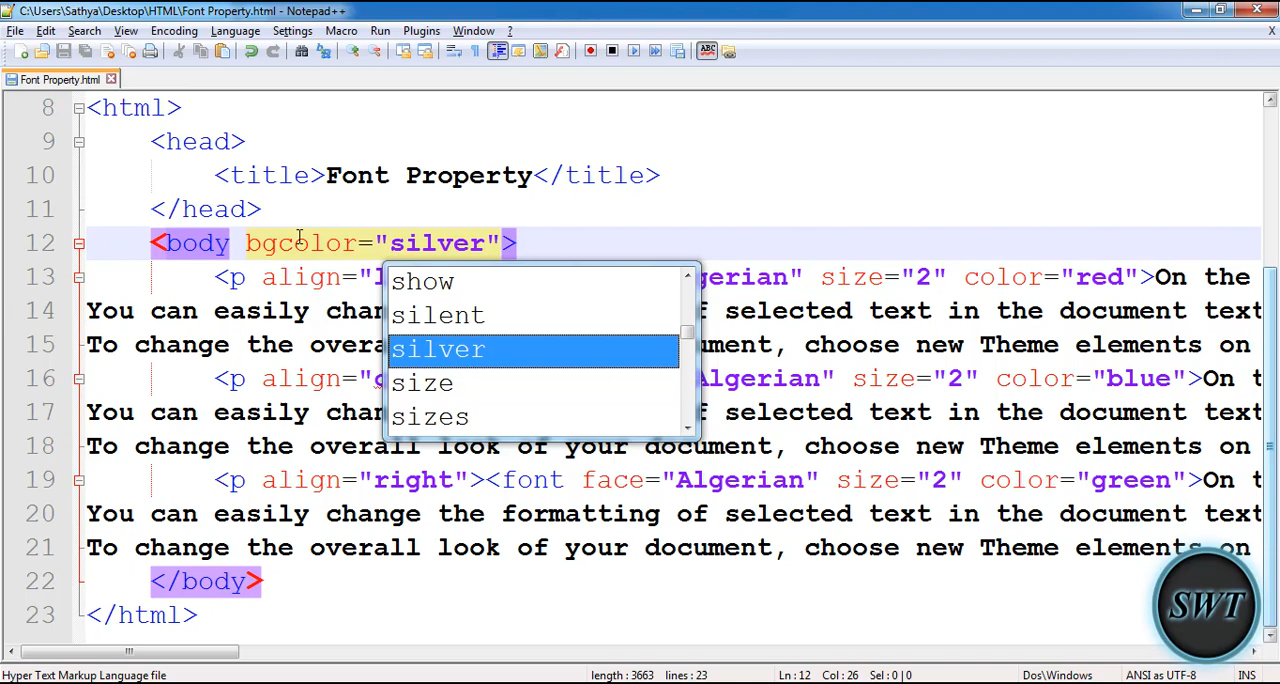 C:\Users\Sathya\Desktop\HTML\Font Property.html - Notepad++
File Edit Search View Encoding Language Settings Macro Run Plugins Window ? X
Font Property.html
8 <html>
9 <head>
10 <title>Font Property</title>
11 </head>
12 <body bgcolor="silver">
show
silent
silver
size
sizes
13 <p align="l gerian" size="2" color="red">On the
14 You can easily chan f selected text in the document text
15 To change the overa ument, choose new Theme elements on
16 <p align="c Algerian" size="2" color="blue">On t
17 You can easily chan f selected text in the document text
18 To change the overall look of your document, choose new Theme elements on
19 <p align="right"><font face="Algerian" size="2" color="green">On t
20 You can easily change the formatting of selected text in the document text
21 To change the overall look of your document, choose new Theme elements on
22 </body>
23 </html>
SWT
Hyper Text Markup Language file length : 3663 lines : 23 Ln : 12 Col : 26 Sel : 0 | 0 Dos\Windows ANSI as UTF-8 INS